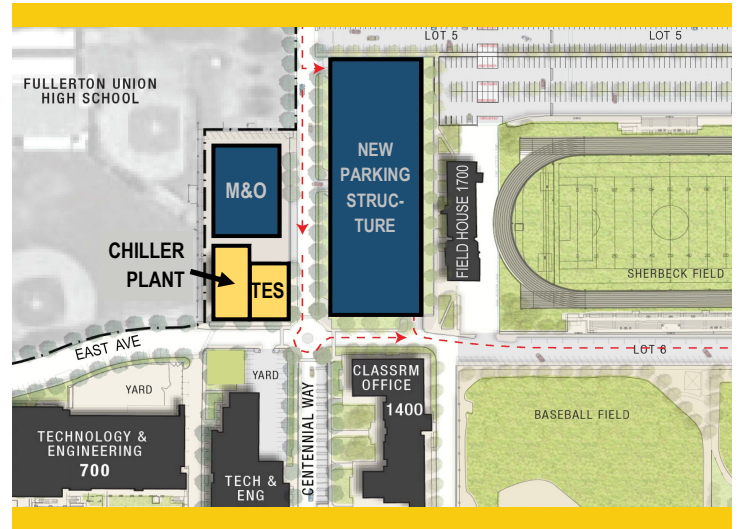 LOT 5
LOT 5
FULLERTON UNION
HIGH SCHOOL
M&O
NEW
PARKING
STRUC-
TURE
FIELD HOUSE 1700
CHILLER
PLANT
TES
SHERBECK FIELD
EAST AVE
LOT 6
YARD
YARD
CENTENNIAL WAY
CLASSRM
OFFICE
1400
BASEBALL FIELD
TECHNOLOGY &
ENGINEERING
700
TECH &
ENG